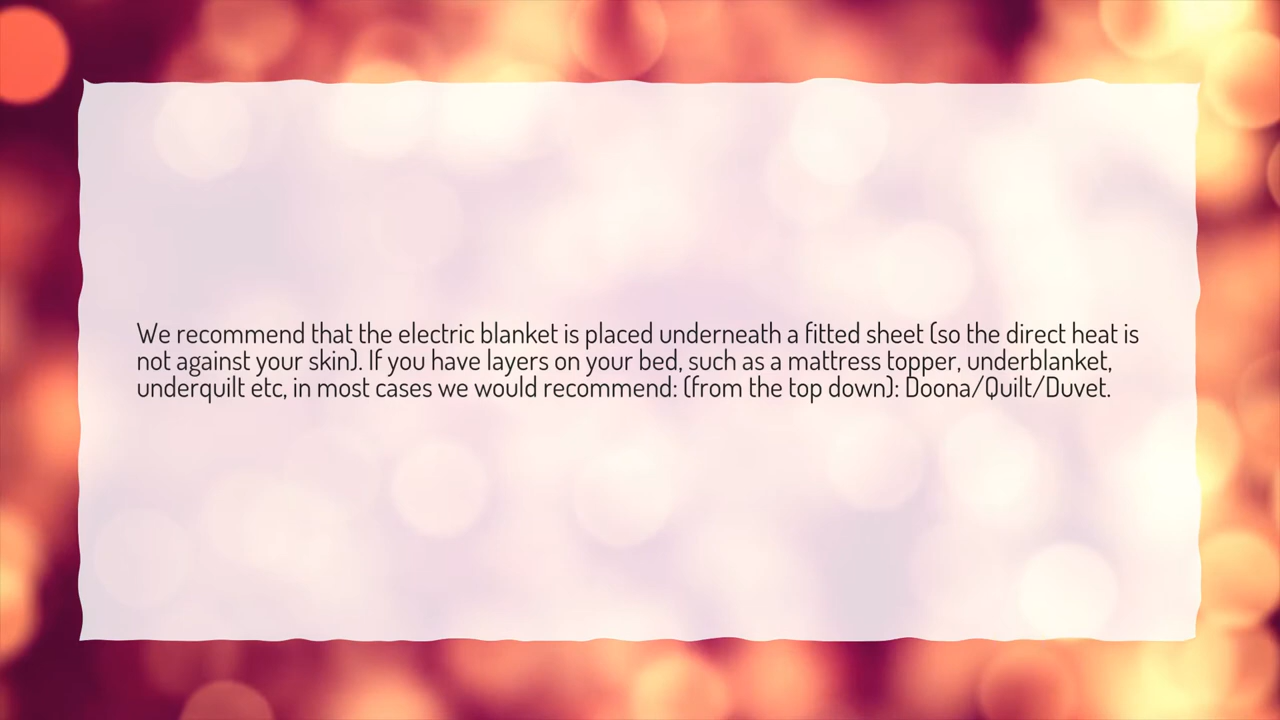 We recommend that the electric blanket is placed underneath a fitted sheet (so the direct heat is
not against your skin). If you have layers on your bed, such as a mattress topper, underblanket,
underquilt etc, in most cases we would recommend: (from the top down): Doona/Quilt/Duvet.